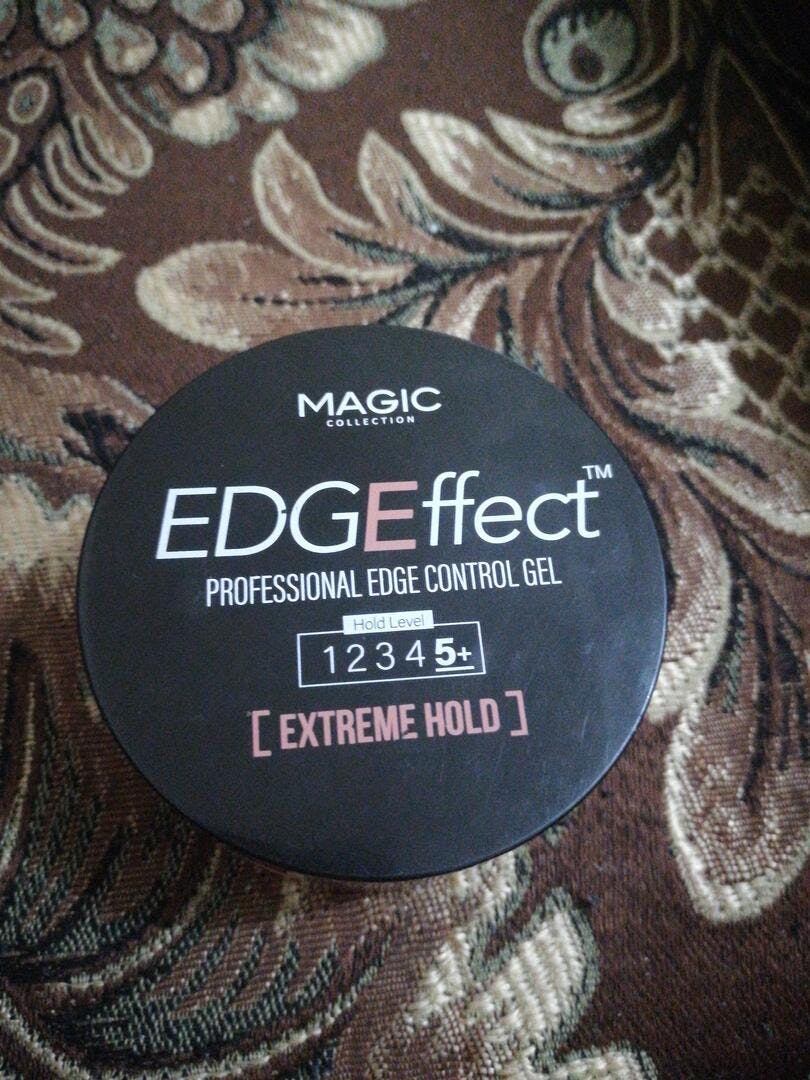 MAGIC
COLLECTION
EDGEffect™
PROFESSIONAL EDGE CONTROL GEL
Hold Level
1 2 3 4 5+
[ EXTREME HOLD ]